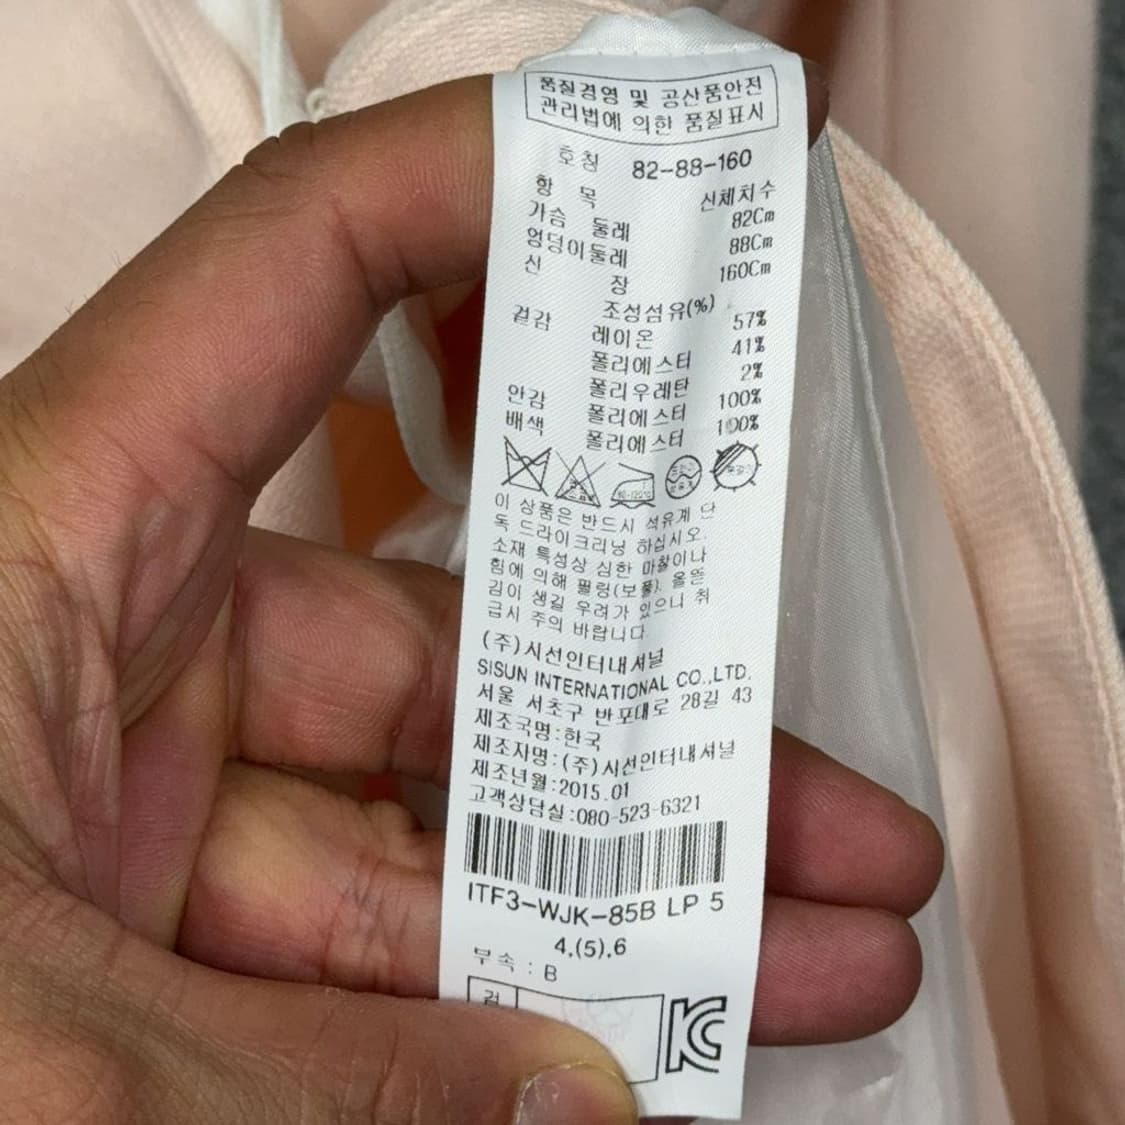 품질경영 및 공산품안전
관리법에 의한 품질표시
호칭 82-88-160
항 목 신체치수
가슴 둘레 82Cm
엉덩이둘레 88Cm
신 장 160Cm
조성섬유(%)
겉감 레이온 57%
폴리에스터 41%
폴리우레탄 2%
안감 폴리에스터 100%
배색 폴리에스터 100%
이 상품은 반드시 석유계 단
독 드라이크리닝 하십시오.
소재 특성상 심한 마찰이나
힘에 의해 필링(보풀), 올뜯
김이 생길 우려가 있으니 취
급시 주의 바랍니다.
(주)시선인터내셔널
SISUN INTERNATIONAL CO.,LTD.
서울 서초구 반포대로 28길 43
제조국명:한국
제조자명:(주)시선인터내셔널
제조년월:2015.01
고객상담실:080-523-6321
ITF3-WJK-85B LP 5
4,(5),6
부속 : B
검
KC